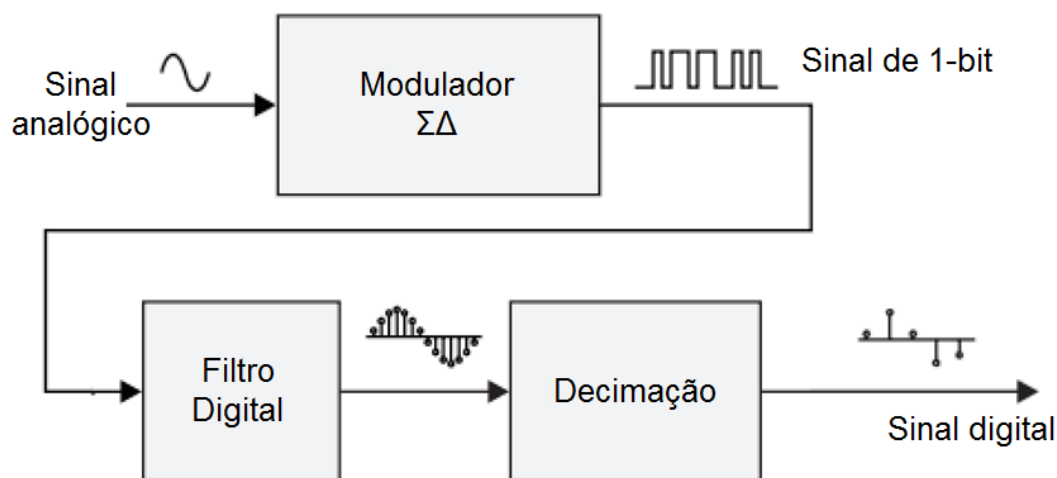 Sinal
analógico
Modulador
ΣΔ
Sinal de 1-bit
Filtro
Digital
Decimação
Sinal digital